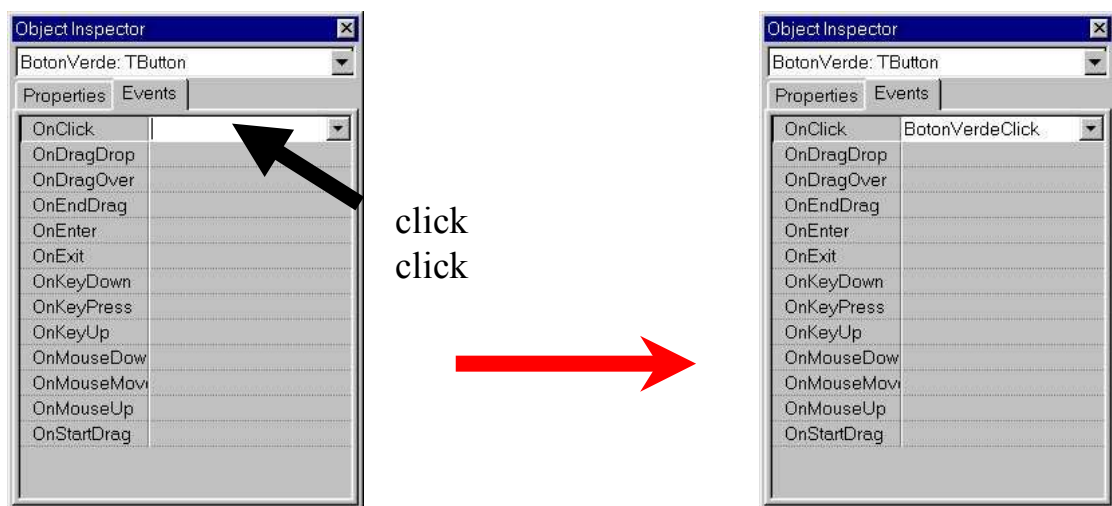 Object Inspector
BotonVerde: TButton
Properties Events
OnClick
OnDragDrop
OnDragOver
OnEndDrag
OnEnter
OnExit
OnKeyDown
OnKeyPress
OnKeyUp
OnMouseDow
OnMouseMov
OnMouseUp
OnStartDrag
click
click
Object Inspector
BotonVerde: TButton
Properties Events
OnClick BotonVerdeClick
OnDragDrop
OnDragOver
OnEndDrag
OnEnter
OnExit
OnKeyDown
OnKeyPress
OnKeyUp
OnMouseDow
OnMouseMov
OnMouseUp
OnStartDrag